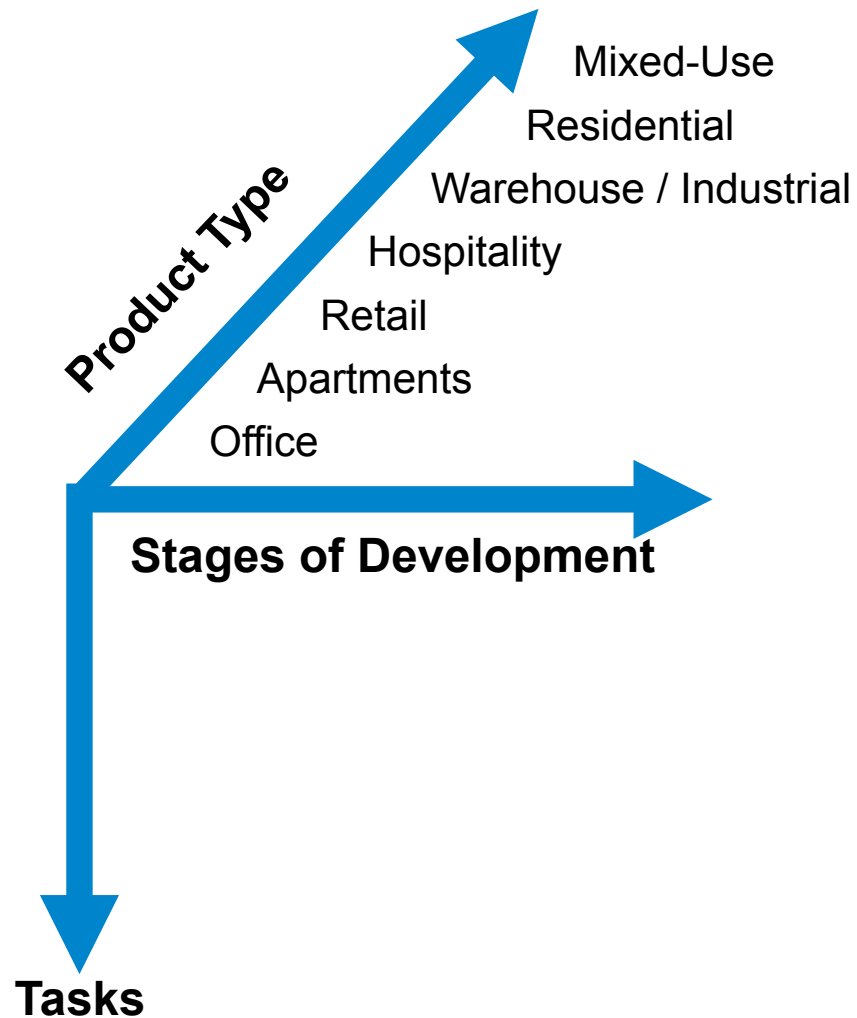 Mixed-Use
Residential
Warehouse / Industrial
Product Type
Hospitality
Retail
Apartments
Office
Stages of Development
Tasks